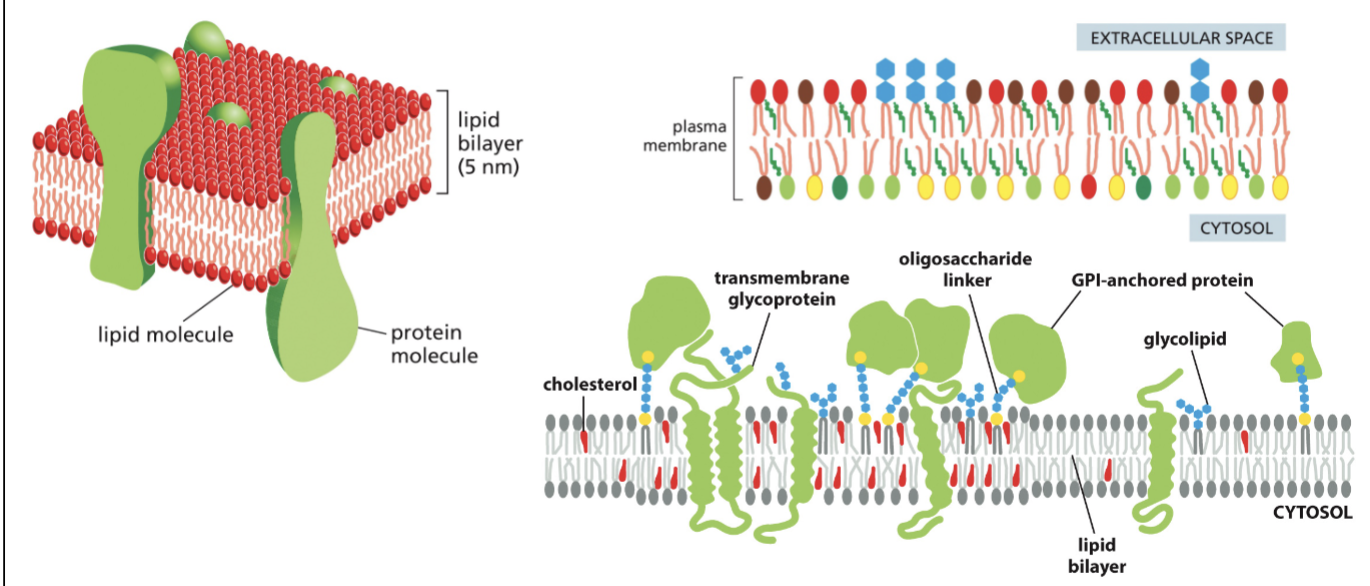 lipid
bilayer
(5 nm)
lipid molecule
protein
molecule
EXTRACELLULAR SPACE
plasma
membrane
CYTOSOL
transmembrane
glycoprotein
oligosaccharide
linker
GPI-anchored protein
glycolipid
cholesterol
CYTOSOL
lipid
bilayer